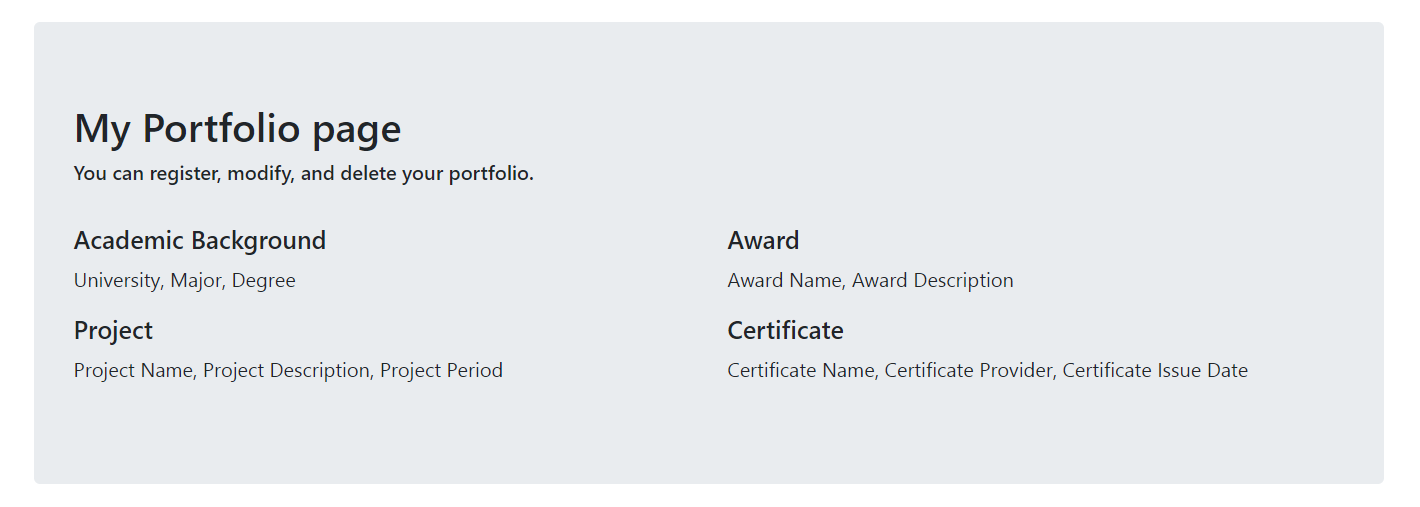 My Portfolio page
You can register, modify, and delete your portfolio.
Academic Background
University, Major, Degree
Award
Award Name, Award Description
Project
Project Name, Project Description, Project Period
Certificate
Certificate Name, Certificate Provider, Certificate Issue Date